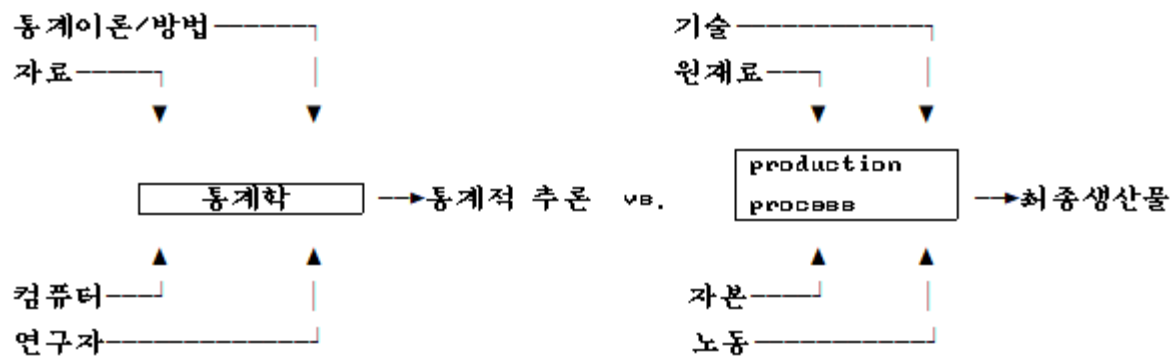 통계이론/방법
자료
통계학
통계적 추론
컴퓨터
연구자
vs.
기술
원재료
production
process
최종생산물
자본
노동